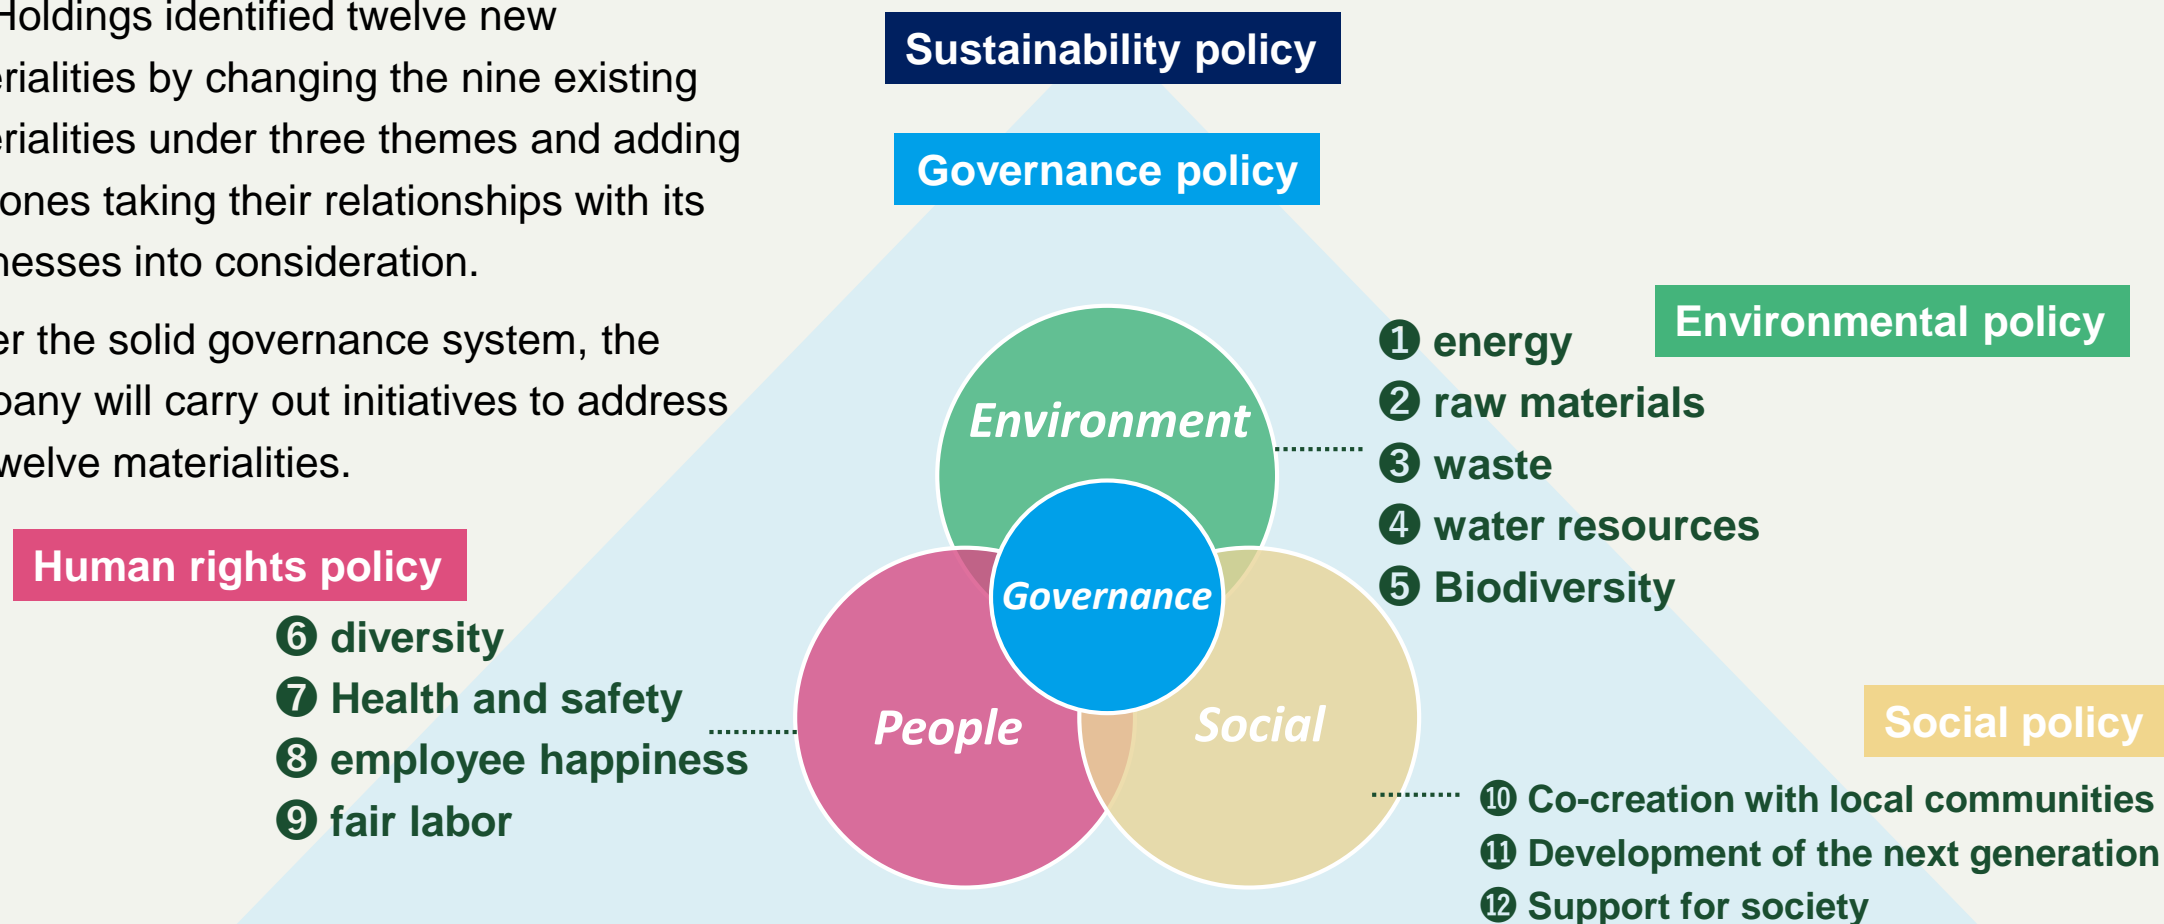 Holdings identified twelve new
erialities by changing the nine existing
erialities under three themes and adding
ones taking their relationships with its
nesses into consideration.
er the solid governance system, the
pany will carry out initiatives to address
welve materialities.
Sustainability policy
Governance policy
Environmental policy
❶ energy
❷ raw materials
❸ waste
❹ water resources
❺ Biodiversity
Environment
Governance
People
Social
Human rights policy
❻ diversity
❼ Health and safety
❽ employee happiness
❾ fair labor
Social policy
❿ Co-creation with local communities
⓫ Development of the next generation
⓬ Support for society